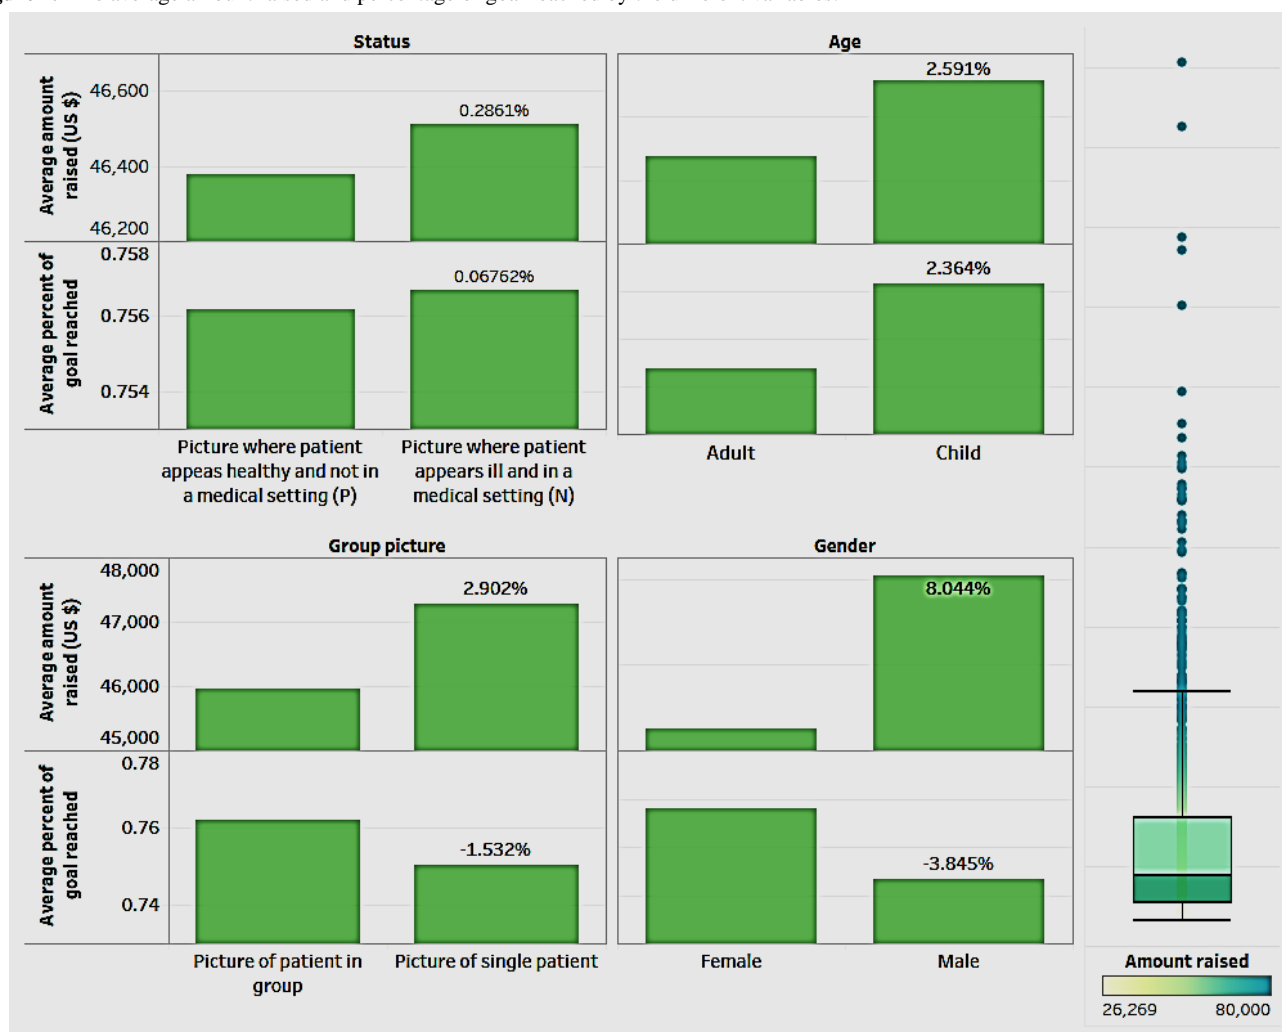 Status
Average amount
raised (US $)
46,600
46,400
46,200
0.2861%
Average percent of
goal reached
0.758
0.756
0.754
0.06762%
Picture where patient
appeas healthy and not in
a medical setting (P)
Picture where patient
appears ill and in a
medical setting (N)
Age
2.591%
2.364%
Adult
Child
Group picture
Average amount
raised (US $)
48,000
47,000
46,000
45,000
2.902%
Average percent of
goal reached
0.78
0.76
0.74
-1.532%
Picture of patient in
group
Picture of single patient
Gender
8.044%
-3.845%
Female
Male
Amount raised
26,269
80,000